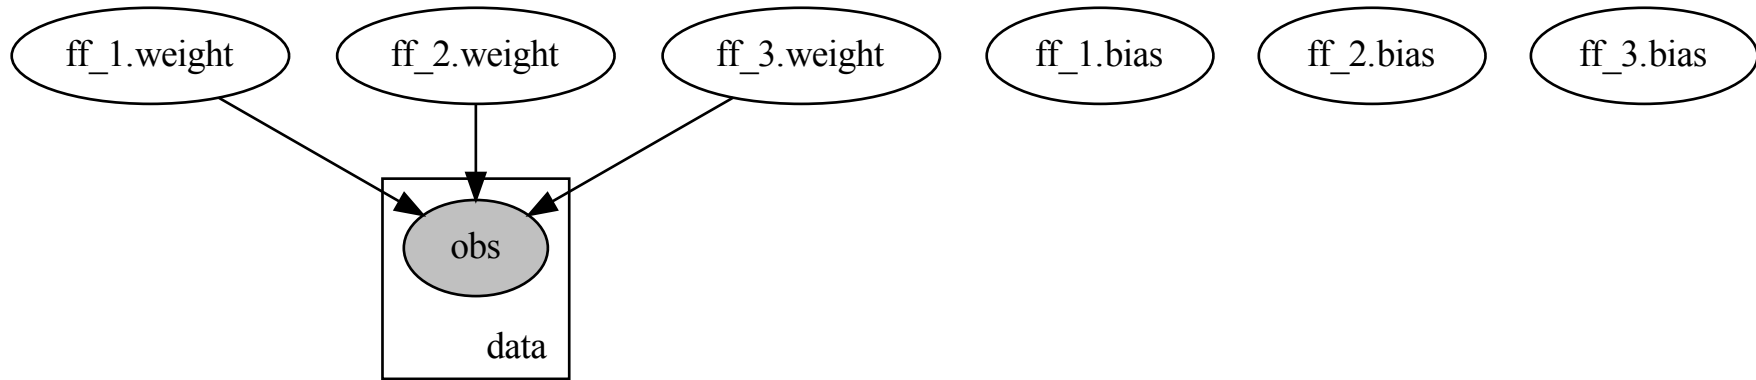 ff_1.weight
ff_2.weight
ff_3.weight
ff_1.bias
ff_2.bias
ff_3.bias
obs
data